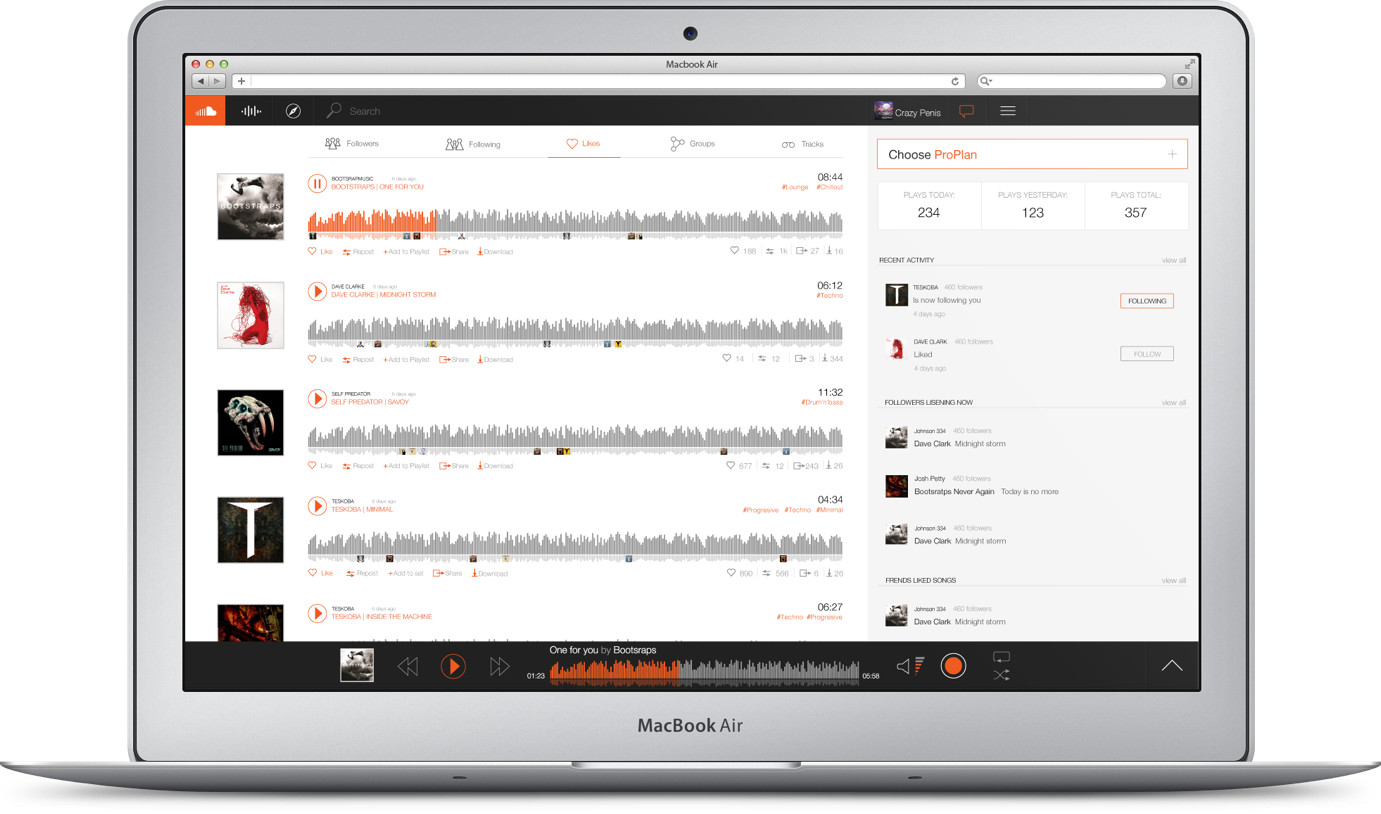 Macbook Air
Search
Crazy Penis
Followers
Following
Likes
Groups
Tracks
BOOTSRAPMUSIC 6 days ago
BOOTSTRAPS | ONE FOR YOU
08:44
#Lounge #Chillaut
BOOTSTRAPS
Like Repost +Add to Playlist Share Download
188 1k 27 16
DAVE CLARKE 6 days ago
DAVE CLARKE | MIDNIGHT STORM
06:12
#Techno
Dave
Clarke
Like Repost +Add to Playlist Share Download
14 12 3 344
SELF PREDATOR 6 days ago
SELF PREDATOR | SAVOY
11:32
#Drum'n'bass
SAVOY
Like Repost +Add to Playlist Share Download
677 12 243 26
TESKOBA 6 days ago
TESKOBA | MINIMAL
04:34
#Progresive #Techno #Minimal
Like Repost +Add to set Share Download
890 566 6 26
TESKOBA 6 days ago
TESKOBA | INSIDE THE MACHINE
06:27
#Techno #Progresive
Choose ProPlan
PLAYS TODAY:
234
PLAYS YESTERDAY:
123
PLAYS TOTAL:
357
RECENT ACTIVITY view all
TESKOBA 460 followers
Is now following you
4 days ago
FOLLOWING
DAVE CLARK 460 followers
Liked
4 days ago
FOLLOW
FOLLOWERS LISENING NOW view all
Johnson 334 460 followers
Dave Clark Midnight storm
Josh Petty 460 followers
Bootsratps Never Again Today is no more
Johnson 334 460 followers
Dave Clark Midnight storm
FRENDS LIKED SONGS view all
Johnson 334 460 followers
Dave Clark Midnight storm
One for you by Bootsraps
01:23
05:58
MacBook Air